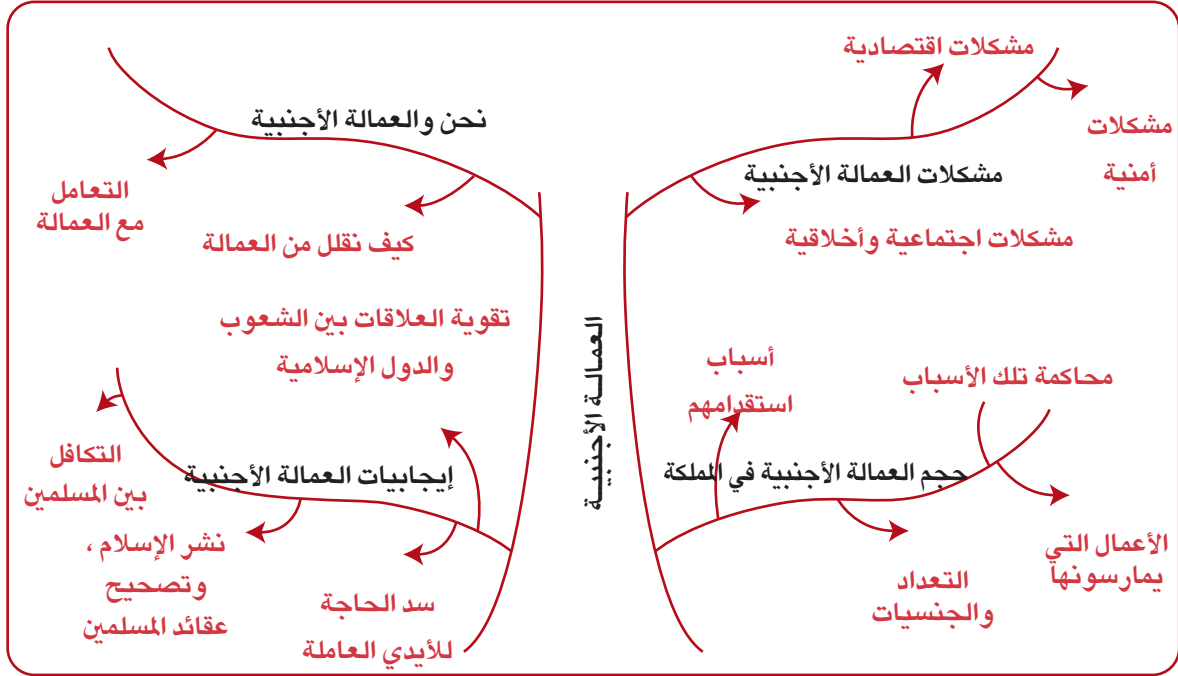 العمالة الأجنبية
مشكلات اقتصادية
مشكلات
أمنية
مشكلات العمالة الأجنبية
مشكلات اجتماعية وأخلاقية
محاكمة تلك الأسباب
أسباب
استقدامهم
حجم العمالة الأجنبية في المملكة
الأعمال التي
يمارسونها
التعداد
والجنسيات
نحن والعمالة الأجنبية
التعامل
مع العمالة
كيف نقلل من العمالة
تقوية العلاقات بين الشعوب
والدول الإسلامية
إيجابيات العمالة الأجنبية
التكافل
بين المسلمين
نشر الإسلام ،
وتصحيح
عقائد المسلمين
سد الحاجة
للأيدي العاملة